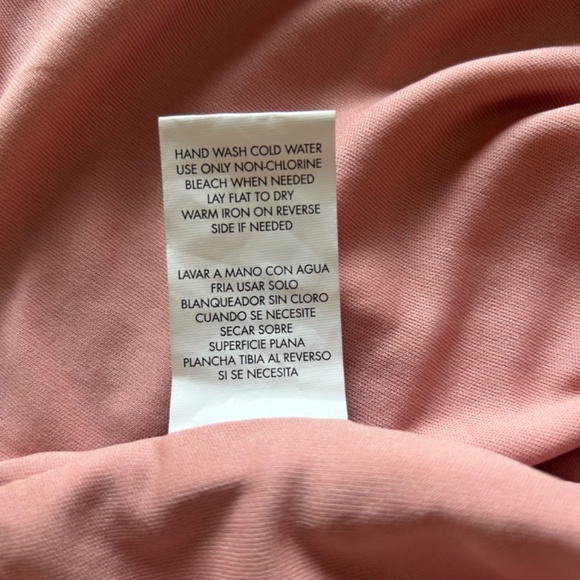 HAND WASH COLD WATER
USE ONLY NON-CHLORINE
BLEACH WHEN NEEDED
LAY FLAT TO DRY
WARM IRON ON REVERSE
SIDE IF NEEDED
LAVAR A MANO CON AGUA
FRIA USAR SOLO
BLANQUEADOR SIN CLORO
CUANDO SE NECESITE
SECAR SOBRE
SUPERFICIE PLANA
PLANCHA TIBIA AL REVERSO
SI SE NECESITA